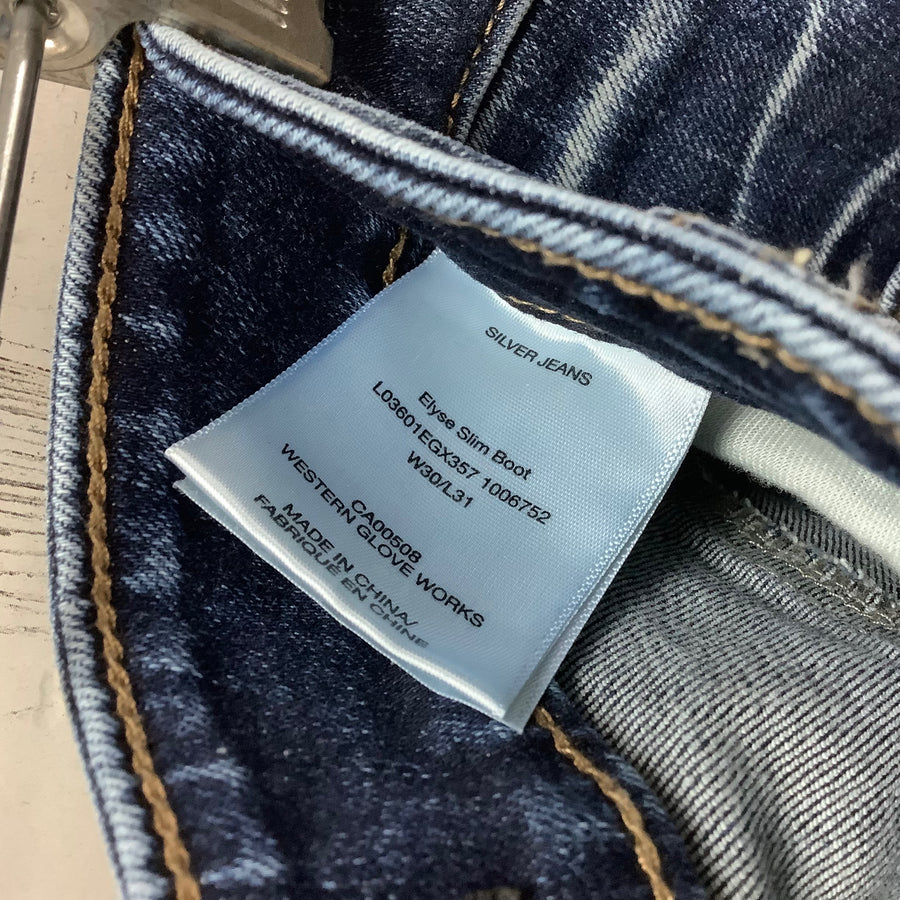 SILVER JEANS
Elyse Slim Boot
L03601EGX357 1006752
W30/L31
CA00508
WESTERN GLOVE WORKS
MADE IN CHINA/
FABRIQUE EN CHINE